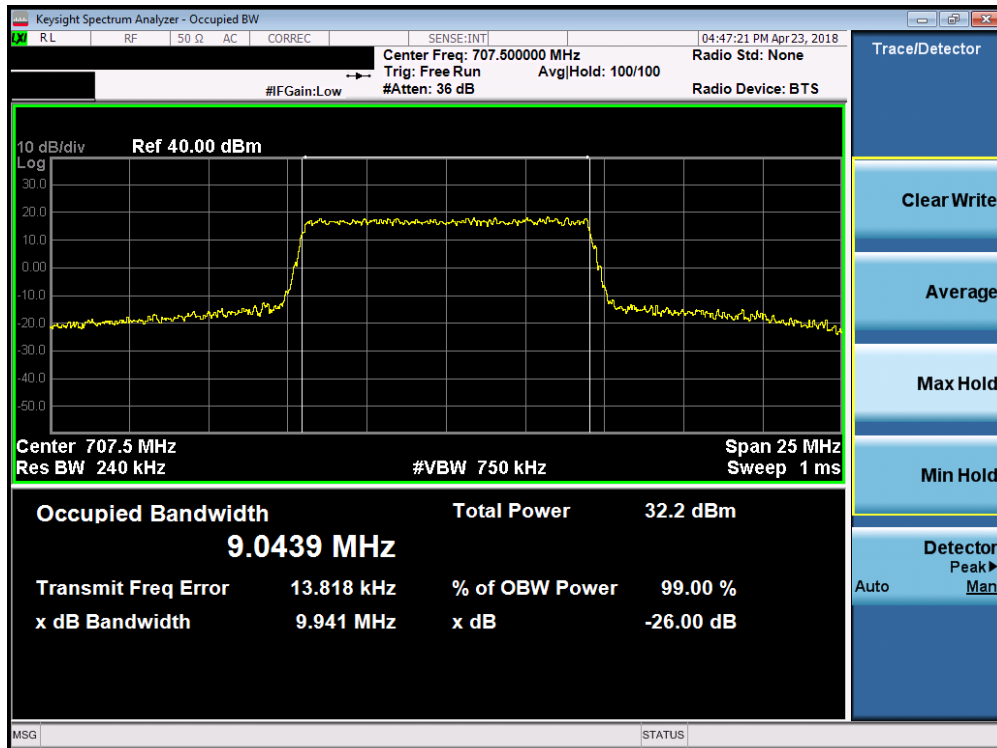 Keysight Spectrum Analyzer - Occupied BW
LXI RL RF 50 Ω AC CORREC SENSE:INT 04:47:21 PM Apr 23, 2018
Center Freq: 707.500000 MHz Radio Std: None
Trig: Free Run Avg|Hold: 100/100
#IFGain:Low #Atten: 36 dB Radio Device: BTS
10 dB/div Ref 40.00 dBm
Log
30.0
20.0
10.0
0.00
-10.0
-20.0
-30.0
-40.0
-50.0
Center 707.5 MHz Span 25 MHz
Res BW 240 kHz #VBW 750 kHz Sweep 1 ms
Occupied Bandwidth Total Power 32.2 dBm
9.0439 MHz
Transmit Freq Error 13.818 kHz % of OBW Power 99.00 %
x dB Bandwidth 9.941 MHz x dB -26.00 dB
MSG STATUS
Trace/Detector
Clear Write
Average
Max Hold
Min Hold
Detector
Peak▶
Auto Man